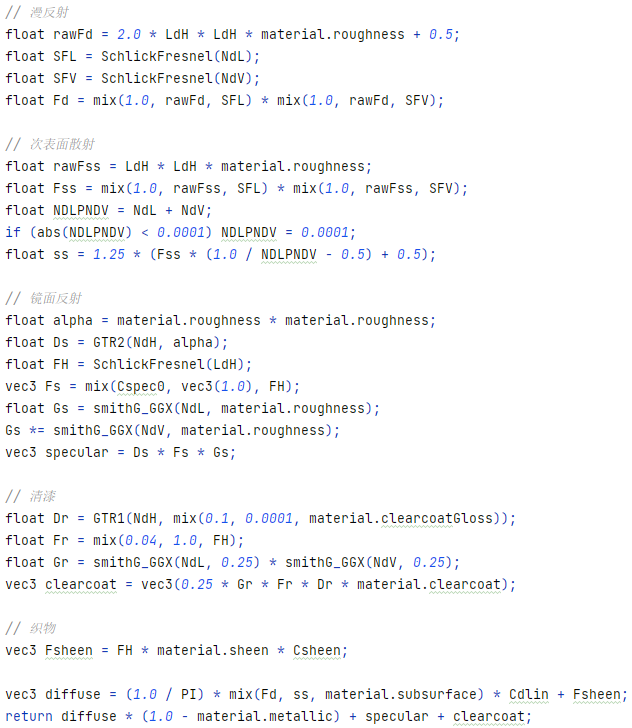 // 漫反射
float rawFd = 2.0 * LdH * LdH * material.roughness + 0.5;
float SFL = SchlickFresnel(NdL);
float SFV = SchlickFresnel(NdV);
float Fd = mix(1.0, rawFd, SFL) * mix(1.0, rawFd, SFV);
// 次表面散射
float rawFss = LdH * LdH * material.roughness;
float Fss = mix(1.0, rawFss, SFL) * mix(1.0, rawFss, SFV);
float NDLPNDV = NdL + NdV;
if (abs(NDLPNDV) < 0.0001) NDLPNDV = 0.0001;
float ss = 1.25 * (Fss * (1.0 / NDLPNDV - 0.5) + 0.5);
// 镜面反射
float alpha = material.roughness * material.roughness;
float Ds = GTR2(NdH, alpha);
float FH = SchlickFresnel(LdH);
vec3 Fs = mix(Cspec0, vec3(1.0), FH);
float Gs = smithG_GGX(NdL, material.roughness);
Gs *= smithG_GGX(NdV, material.roughness);
vec3 specular = Ds * Fs * Gs;
// 清漆
float Dr = GTR1(NdH, mix(0.1, 0.0001, material.clearcoatGloss));
float Fr = mix(0.04, 1.0, FH);
float Gr = smithG_GGX(NdL, 0.25) * smithG_GGX(NdV, 0.25);
vec3 clearcoat = vec3(0.25 * Gr * Fr * Dr * material.clearcoat);
// 织物
vec3 Fsheen = FH * material.sheen * Csheen;
vec3 diffuse = (1.0 / PI) * mix(Fd, ss, material.subsurface) * Cdlin + Fsheen;
return diffuse * (1.0 - material.metallic) + specular + clearcoat;